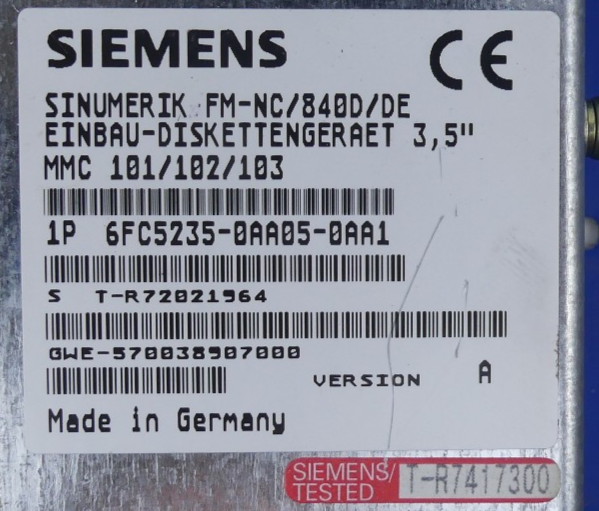 SIEMENS CE
SINUMERIK FM-NC/840D/DE
EINBAU-DISKETTENGERAET 3,5"
MMC 101/102/103
1P 6FC5235-0AA05-0AA1
S T-R72021964
GWE-570038907000
VERSION A
Made in Germany
SIEMENS/
TESTED T-R7417300